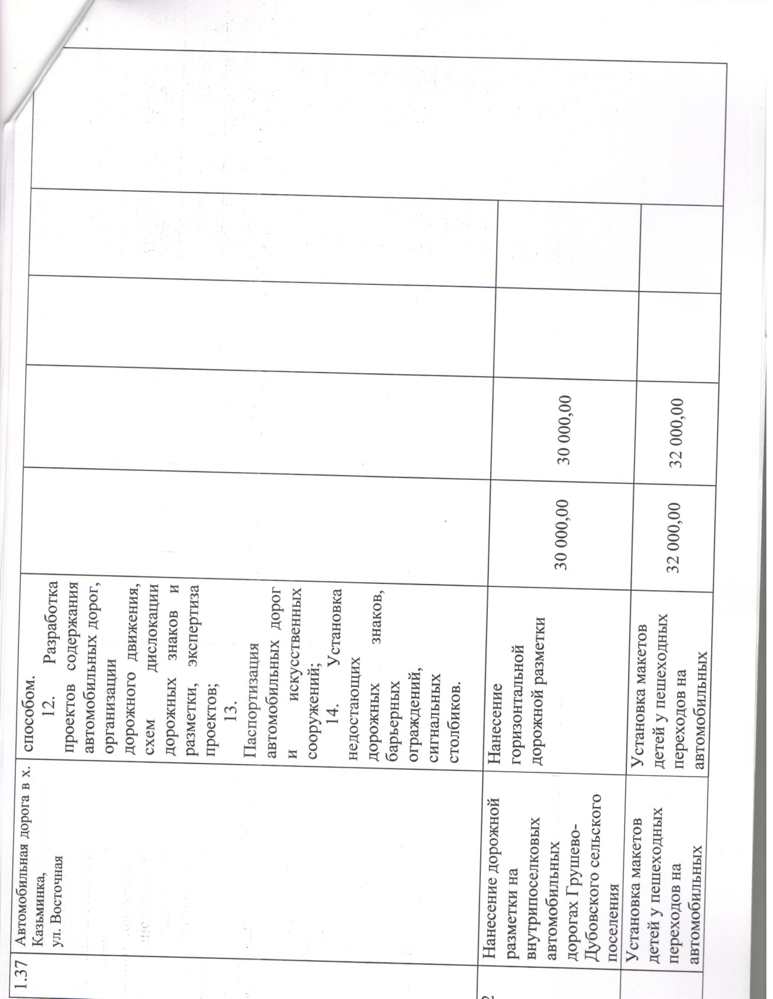 1.37
Автомобильная дорога в х.
Казьминка,
ул. Восточная
способом.
12. Разработка
проектов содержания
автомобильных дорог,
организации
дорожного движения,
схем дислокации
дорожных знаков и
разметки, экспертиза
проектов;
13.
Паспортизация
автомобильных дорог
и искусственных
сооружений;
14. Установка
недостающих
дорожных знаков,
барьерных
ограждений,
сигнальных
столбиков.
2
Нанесение дорожной
разметки на
внутрипоселковых
автомобильных
дорогах Грушево-
Дубовского сельского
поселения
Нанесение
горизонтальной
дорожной разметки
30 000,00
30 000,00
Установка макетов
детей у пешеходных
переходов на
автомобильных
Установка макетов
детей у пешеходных
переходов на
автомобильных
32 000,00
32 000,00